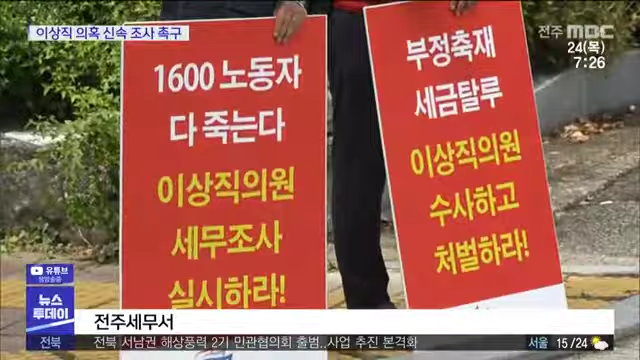 이상직 의혹 신속 조사 촉구
전주 MBC
24(목)
7:26
1600 노동자
다 죽는다
이상직의원
세무조사
실시하라!
부정축재
세금탈루
이상직의원
수사하고
처벌하라!
유튜브
생방송중
뉴스
투데이
전주세무서
전북
전북 서남권 해상풍력 2기 민관협의회 출범..사업 추진 본격화
서울 15/24